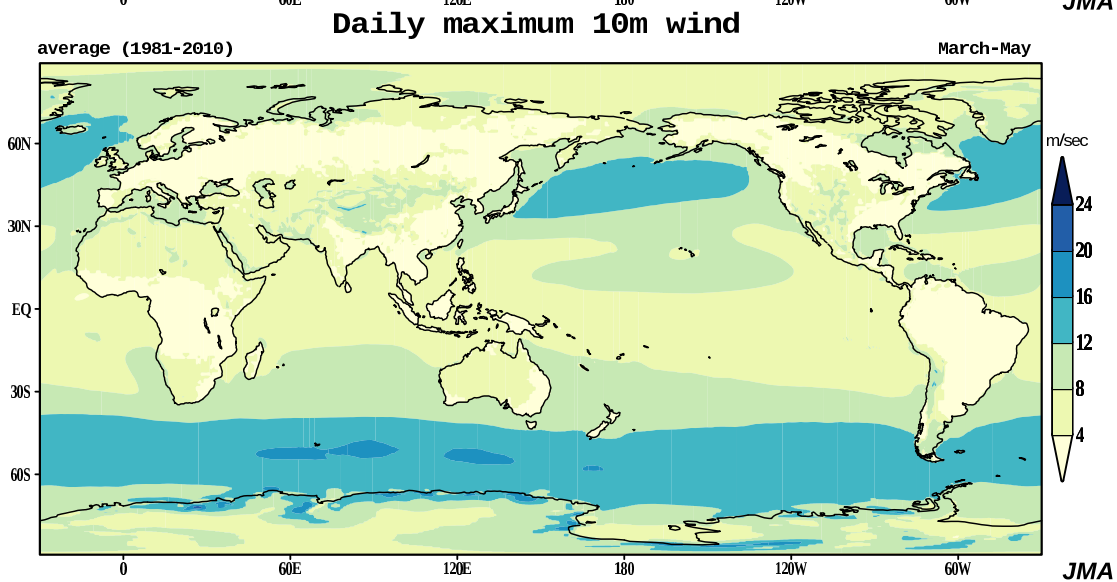 0 60E 120E 180 120W 60W JMA
Daily maximum 10m wind
average (1981-2010) March-May
m/sec
60N
30N
EQ
30S
60S
24
20
16
12
8
4
0 60E 120E 180 120W 60W
JMA